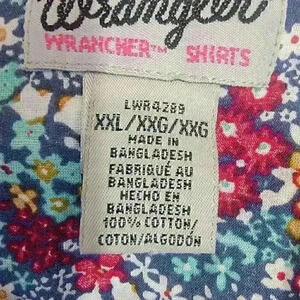 Wrangler
WRANCHER™ SHIRTS
LWR4289
XXL/XXG/XXG
MADE IN
BANGLADESH
FABRIQUÉ AU
BANGLADESH
HECHO EN
BANGLADESH
100% COTTON/
COTON/ALGODÓN